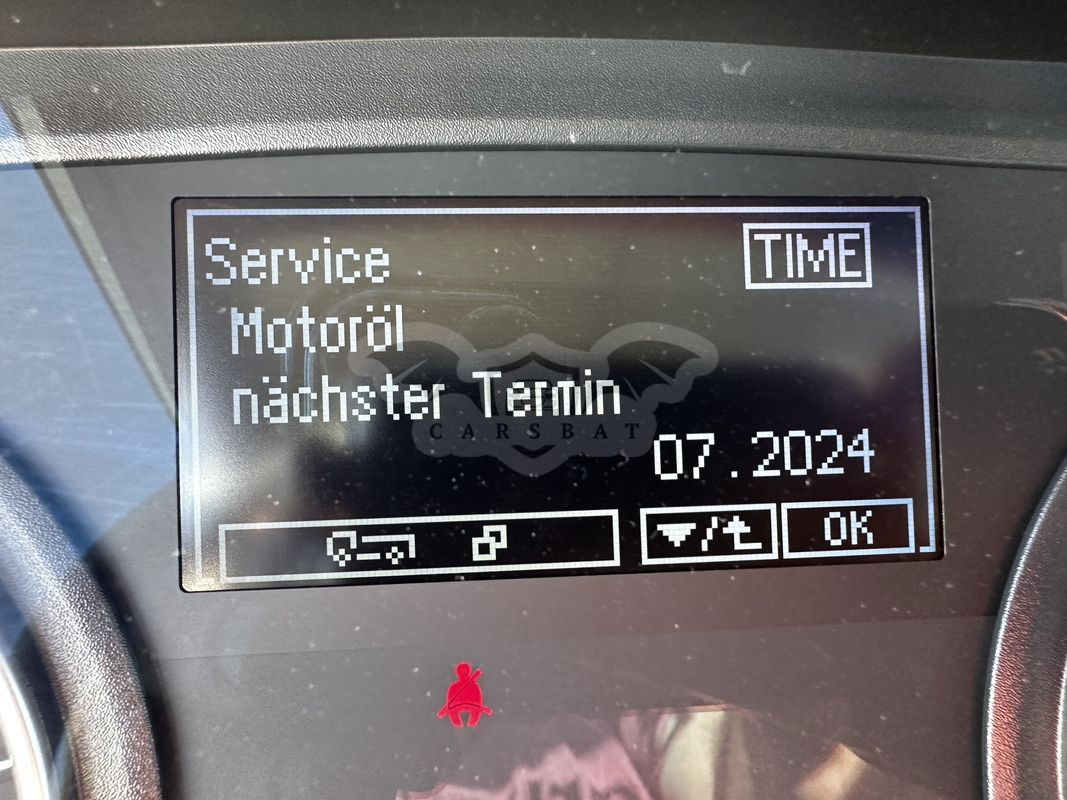 Service
TIME
Motoröl
nächster Termin
CARSBAT
07.2024
OK